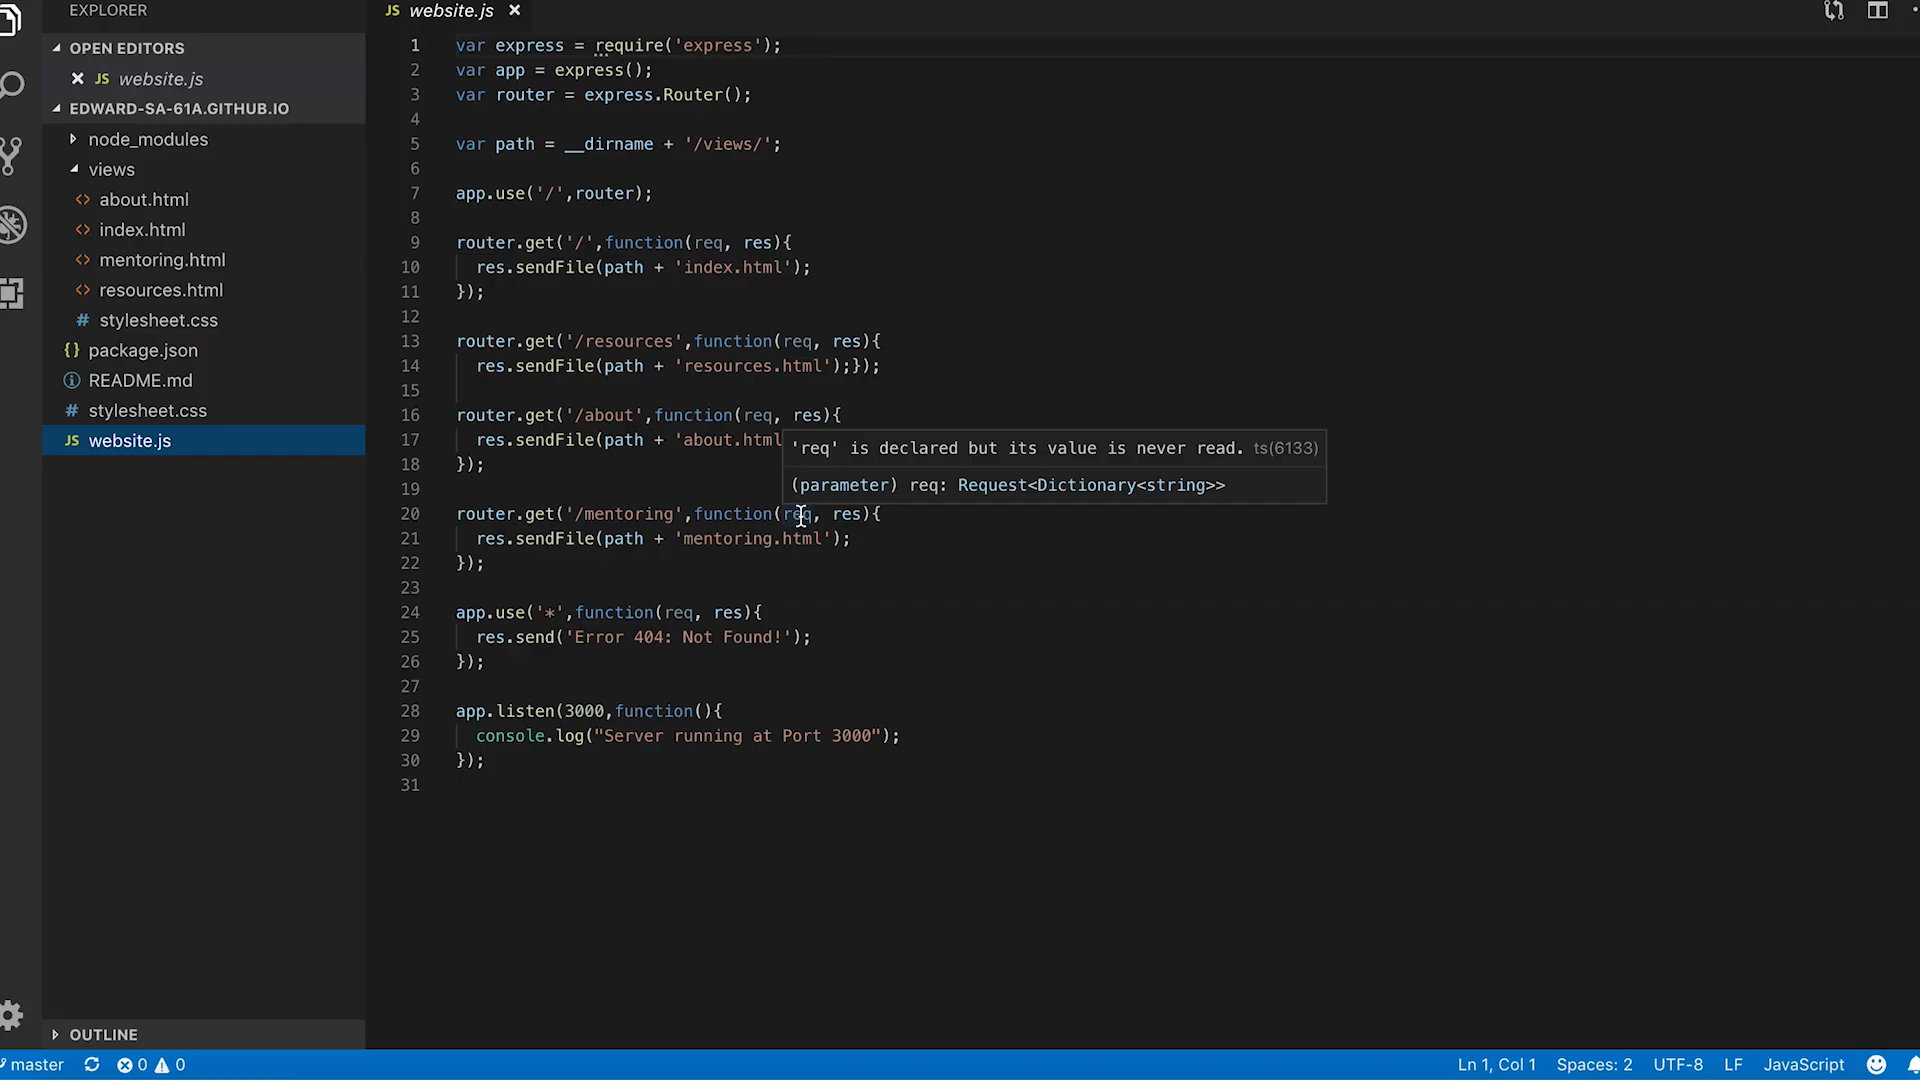 EXPLORER
OPEN EDITORS
JS website.js
EDWARD-SA-61A.GITHUB.IO
node_modules
views
<> about.html
<> index.html
<> mentoring.html
<> resources.html
# stylesheet.css
{} package.json
README.md
# stylesheet.css
JS website.js
OUTLINE
JS website.js
1 var express = require('express');
2 var app = express();
3 var router = express.Router();
4
5 var path = __dirname + '/views/';
6
7 app.use('/',router);
8
9 router.get('/',function(req, res){
10 res.sendFile(path + 'index.html');
11 });
12
13 router.get('/resources',function(req, res){
14 res.sendFile(path + 'resources.html');});
15
16 router.get('/about',function(req, res){
17 res.sendFile(path + 'about.html
18 });
19
'req' is declared but its value is never read. ts(6133)
(parameter) req: Request<Dictionary<string>>
20 router.get('/mentoring',function(req, res){
21 res.sendFile(path + 'mentoring.html');
22 });
23
24 app.use('*',function(req, res){
25 res.send('Error 404: Not Found!');
26 });
27
28 app.listen(3000,function(){
29 console.log("Server running at Port 3000");
30 });
31
master 0 0 Ln 1, Col 1 Spaces: 2 UTF-8 LF JavaScript